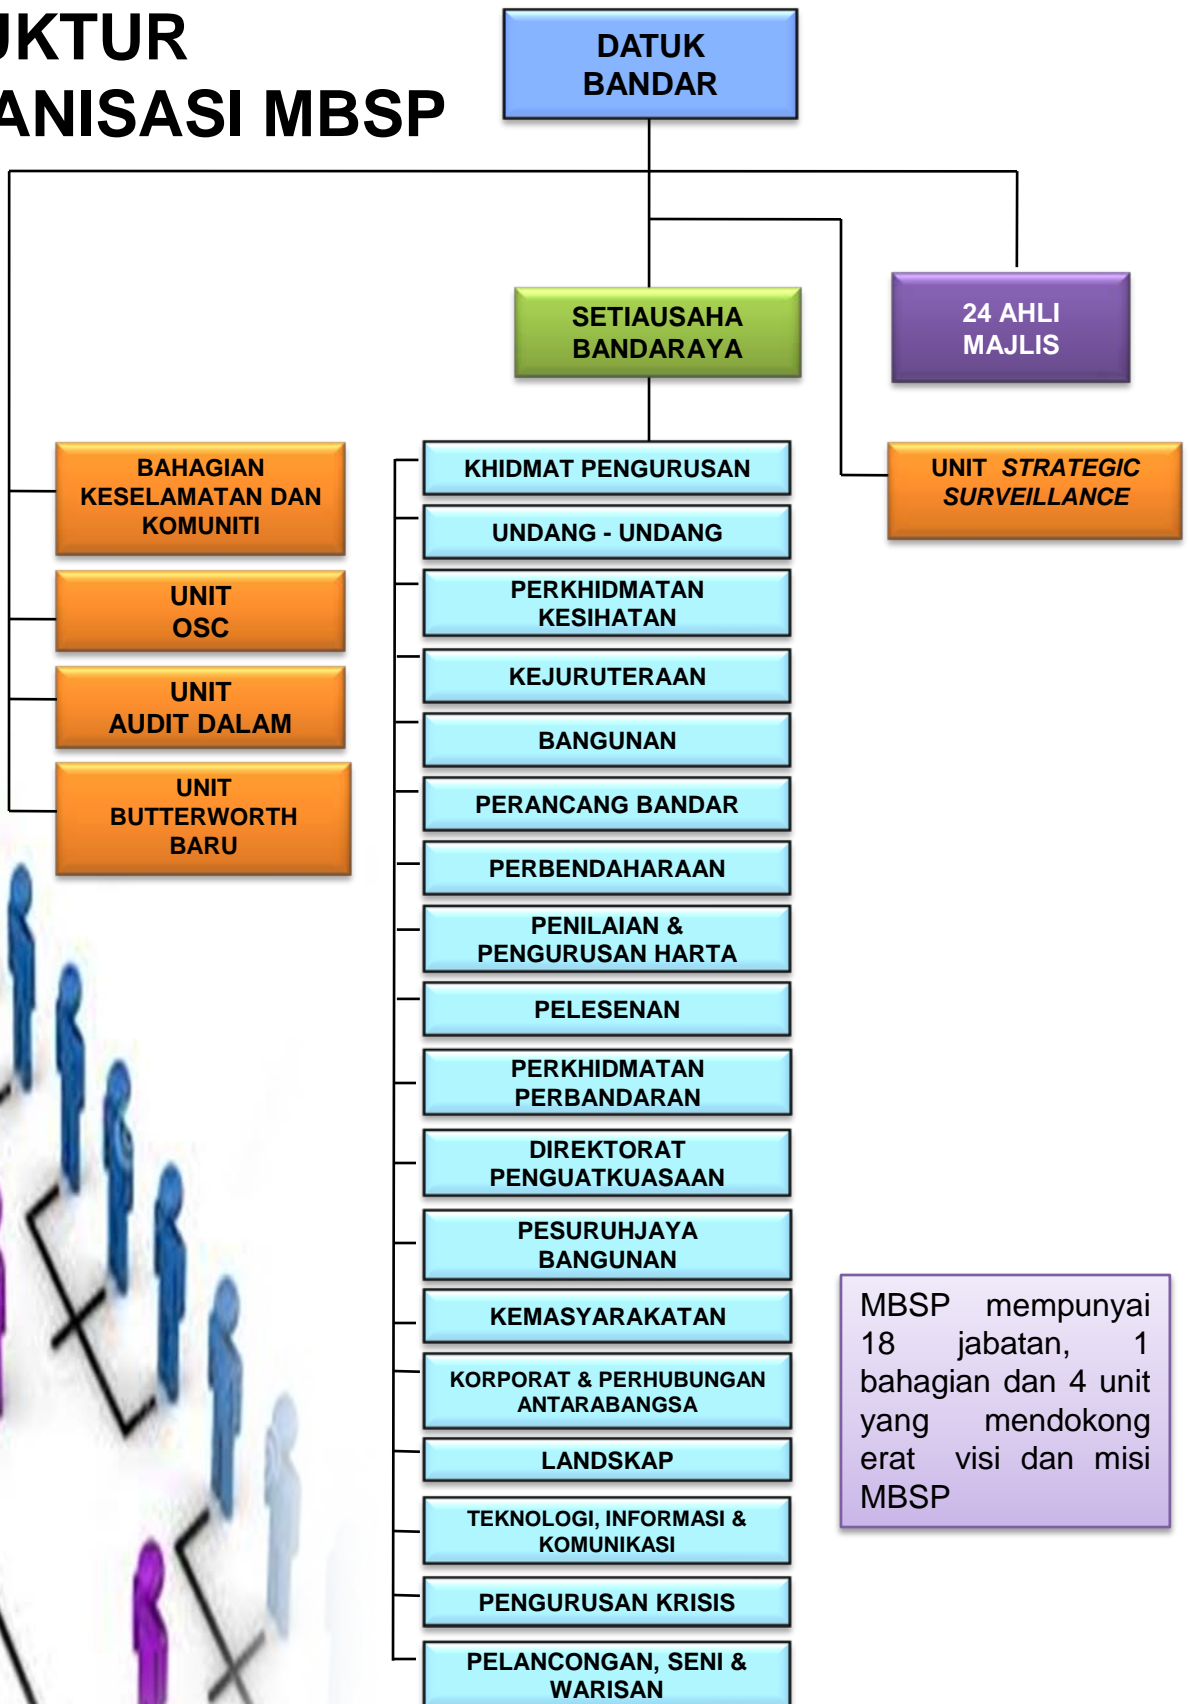 UKTUR
ANISASI MBSP
DATUK
BANDAR
SETIAUSAHA
BANDARAYA
24 AHLI
MAJLIS
BAHAGIAN
KESELAMATAN DAN
KOMUNITI
UNIT
OSC
UNIT
AUDIT DALAM
UNIT
BUTTERWORTH
BARU
UNIT STRATEGIC
SURVEILLANCE
KHIDMAT PENGURUSAN
UNDANG - UNDANG
PERKHIDMATAN
KESIHATAN
KEJURUTERAAN
BANGUNAN
PERANCANG BANDAR
PERBENDAHARAAN
PENILAIAN &
PENGURUSAN HARTA
PELESENAN
PERKHIDMATAN
PERBANDARAN
DIREKTORAT
PENGUATKUASAAN
PESURUHJAYA
BANGUNAN
KEMASYARAKATAN
KORPORAT & PERHUBUNGAN
ANTARABANGSA
LANDSKAP
TEKNOLOGI, INFORMASI &
KOMUNIKASI
PENGURUSAN KRISIS
PELANCONGAN, SENI &
WARISAN
MBSP mempunyai
18 jabatan, 1
bahagian dan 4 unit
yang mendokong
erat visi dan misi
MBSP